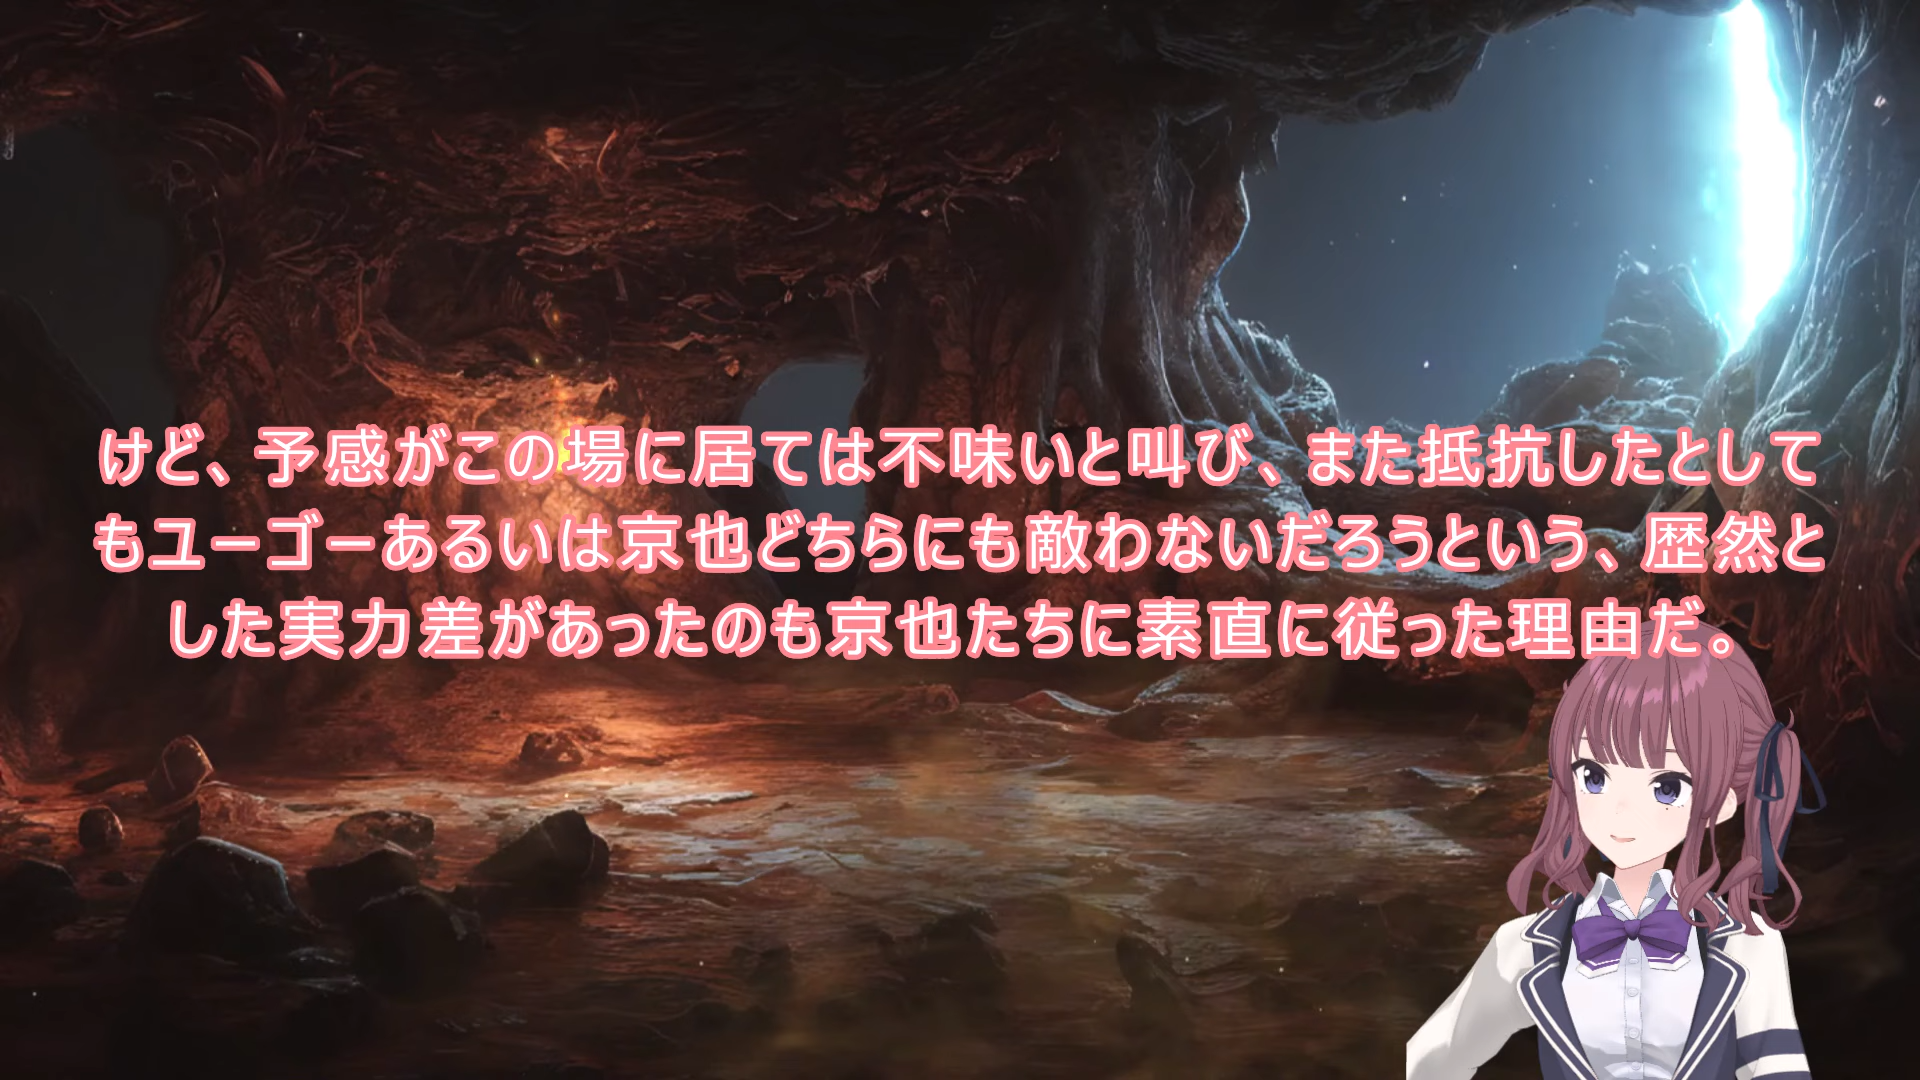 けど、予感がこの場に居ては不味いと叫び、また抵抗したとして
もユーゴーあるいは京也どちらにも敵わないだろうという、歴然と
した実力差があったのも京也たちに素直に従った理由だ。